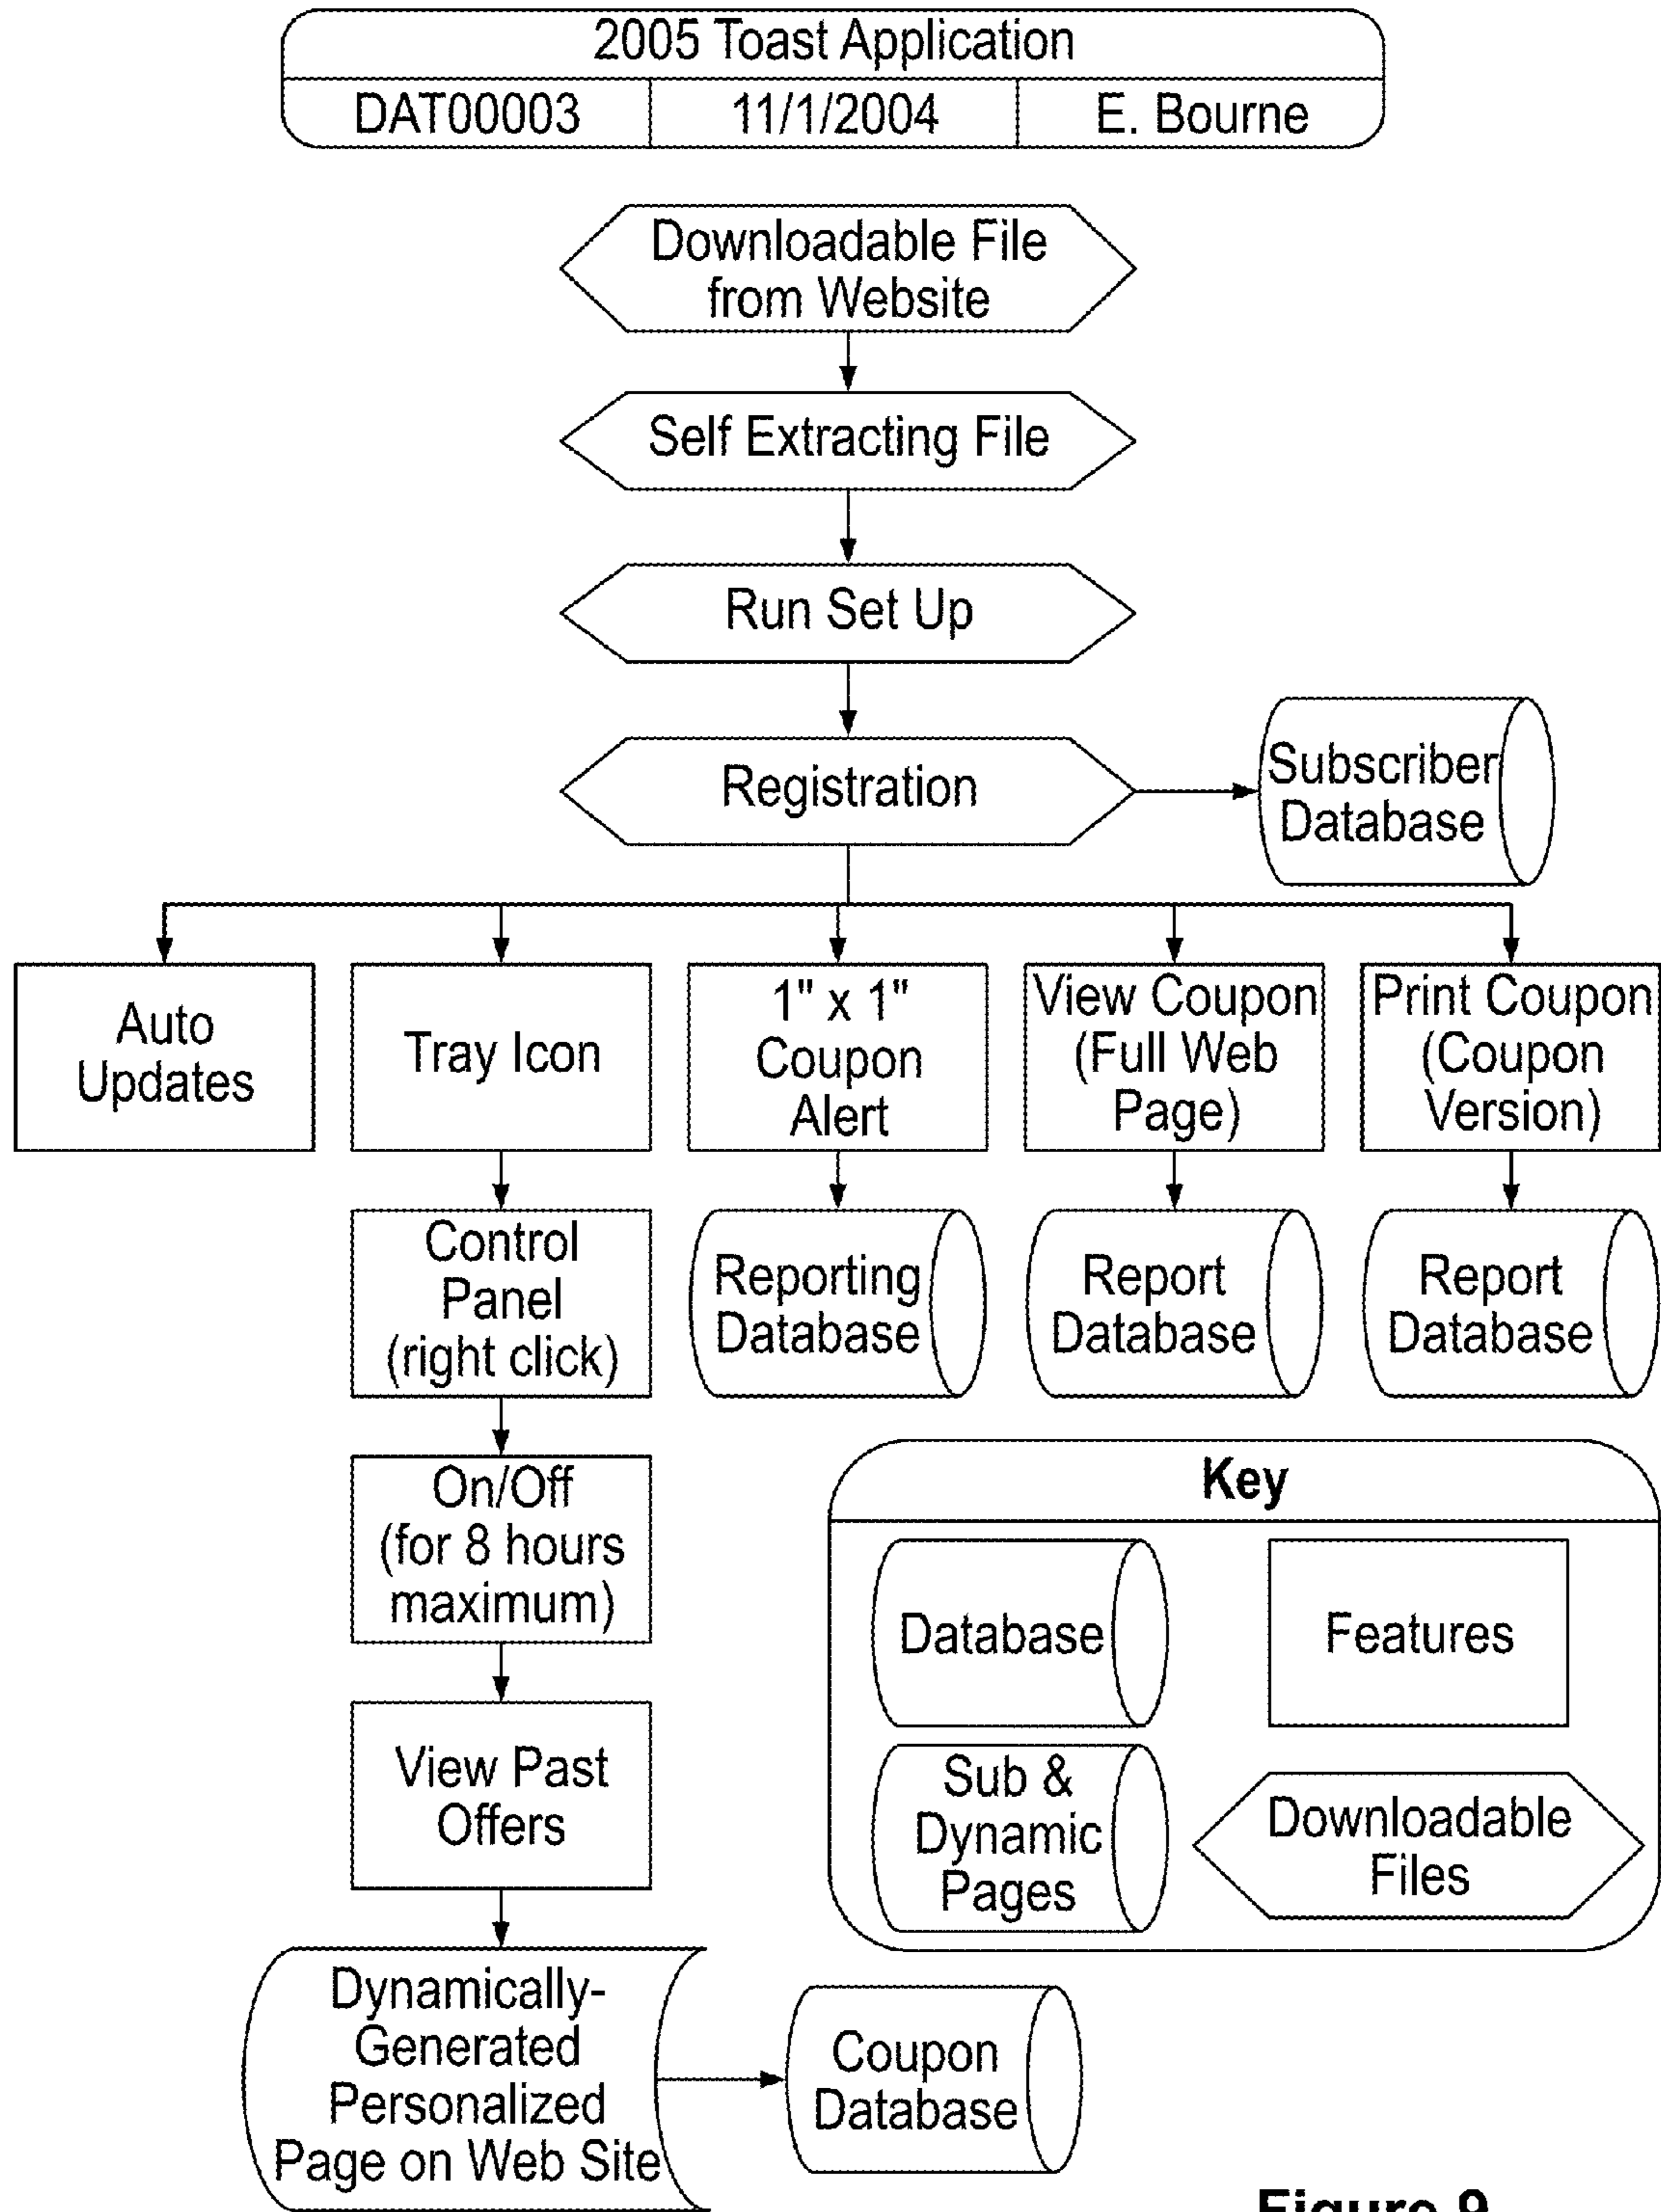 2005 Toast Application
DAT00003
11/1/2004
E. Bourne
Downloadable File
from Website
Self Extracting File
Run Set Up
Registration
Subscriber
Database
Auto
Updates
Tray Icon
1" x 1"
Coupon
Alert
View Coupon
(Full Web
Page)
Print Coupon
(Coupon
Version)
Control
Panel
(right click)
Reporting
Database
Report
Database
Report
Database
On/Off
(for 8 hours
maximum)
View Past
Offers
Key
Database
Features
Sub &
Dynamic
Pages
Downloadable
Files
Dynamically-
Generated
Personalized
Page on Web Site
Coupon
Database
Figure 9